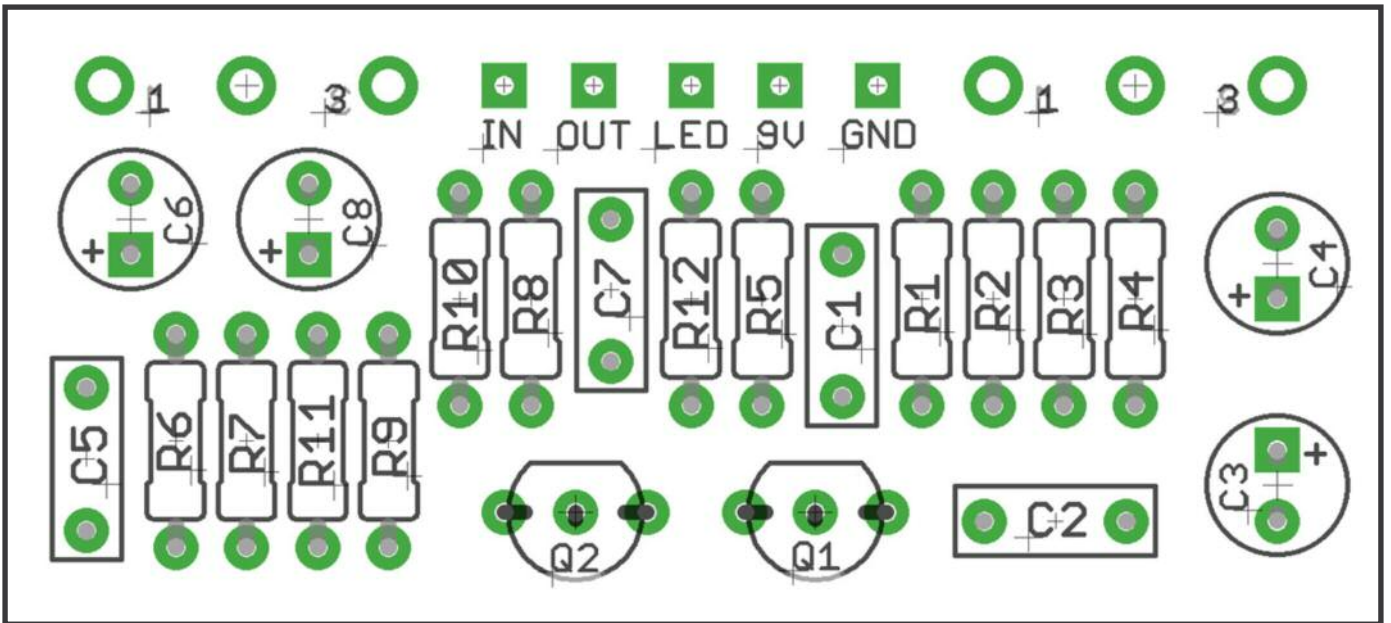 1 3 1 3
IN OUT LED 9V GND
C6 C8 R10 R8 C7 R12 R5 C1 R1 R2 R3 R4 C4
+ + +
C5 R6 R7 R11 R9 C3 +
Q2 Q1 C2